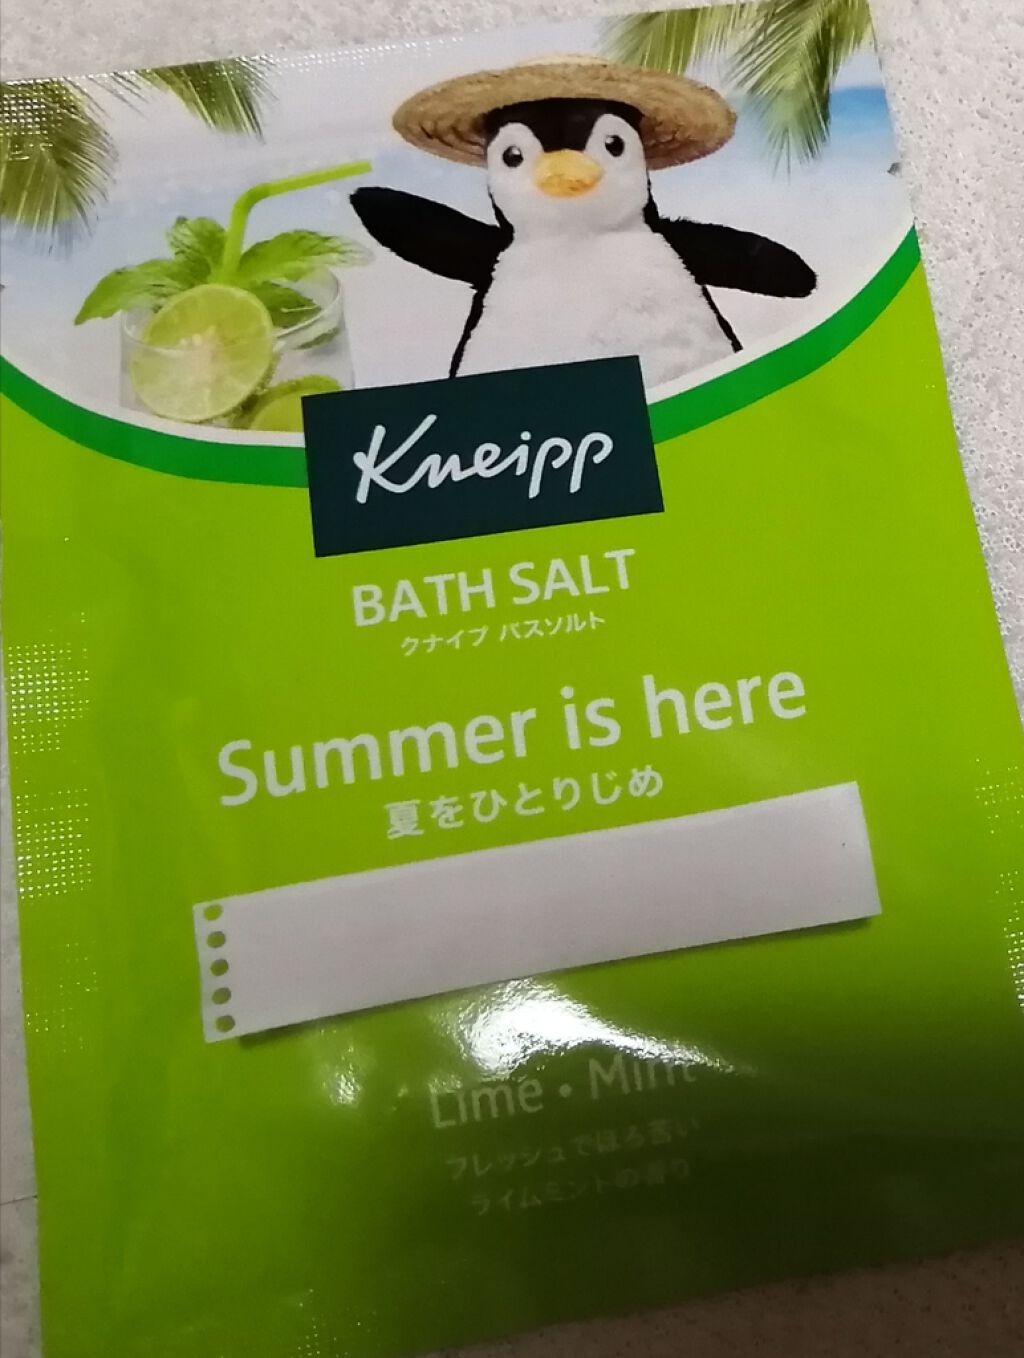 Kneipp
BATH SALT
クナイプ バスソルト
Summer is here
夏をひとりじめ
Lime・Mint
フレッシュでほろ苦い
ライムミントの香り